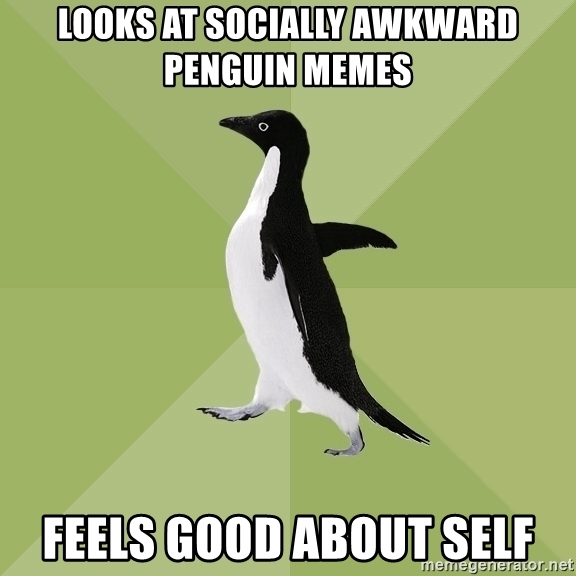 LOOKS AT SOCIALLY AWKWARD
PENGUIN MEMES
FEELS GOOD ABOUT SELF
memegenerator.net